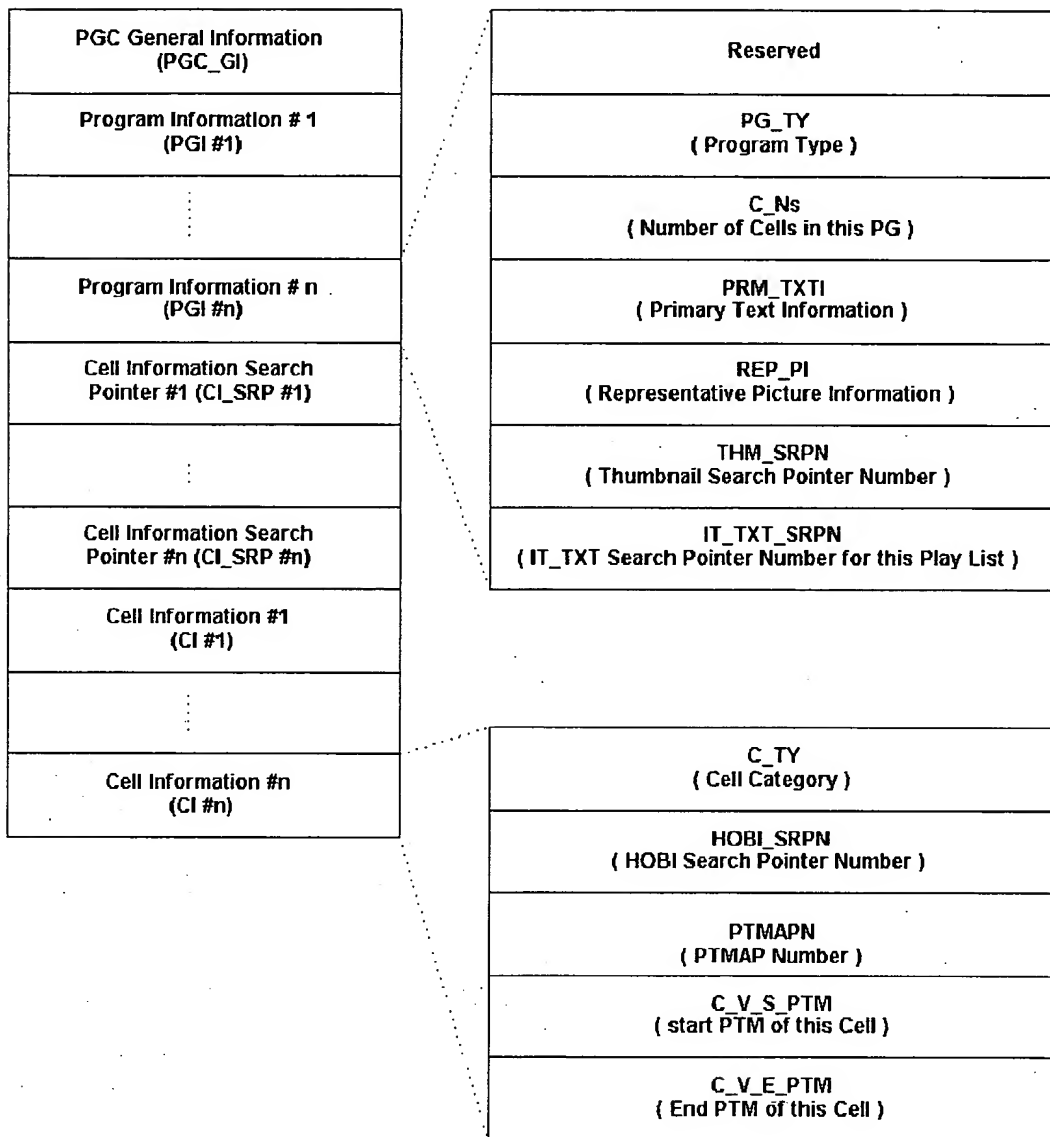 PGC General Information
(PGC_GI)
Program Information # 1
(PGI #1)
Program Information # n
(PGI #n)
Cell Information Search
Pointer #1 (CI_SRP #1)
Cell Information Search
Pointer #n (CI_SRP #n)
Cell Information #1
(CI #1)
Cell Information #n
(CI #n)
Reserved
PG_TY
( Program Type )
C_Ns
( Number of Cells in this PG )
PRM_TXTI
( Primary Text Information )
REP_PI
( Representative Picture Information )
THM_SRPN
( Thumbnail Search Pointer Number )
IT_TXT_SRPN
( IT_TXT Search Pointer Number for this Play List )
C_TY
( Cell Category )
HOBI_SRPN
( HOBI Search Pointer Number )
PTMAPN
( PTMAP Number )
C_V_S_PTM
( start PTM of this Cell )
C_V_E_PTM
( End PTM of this Cell )